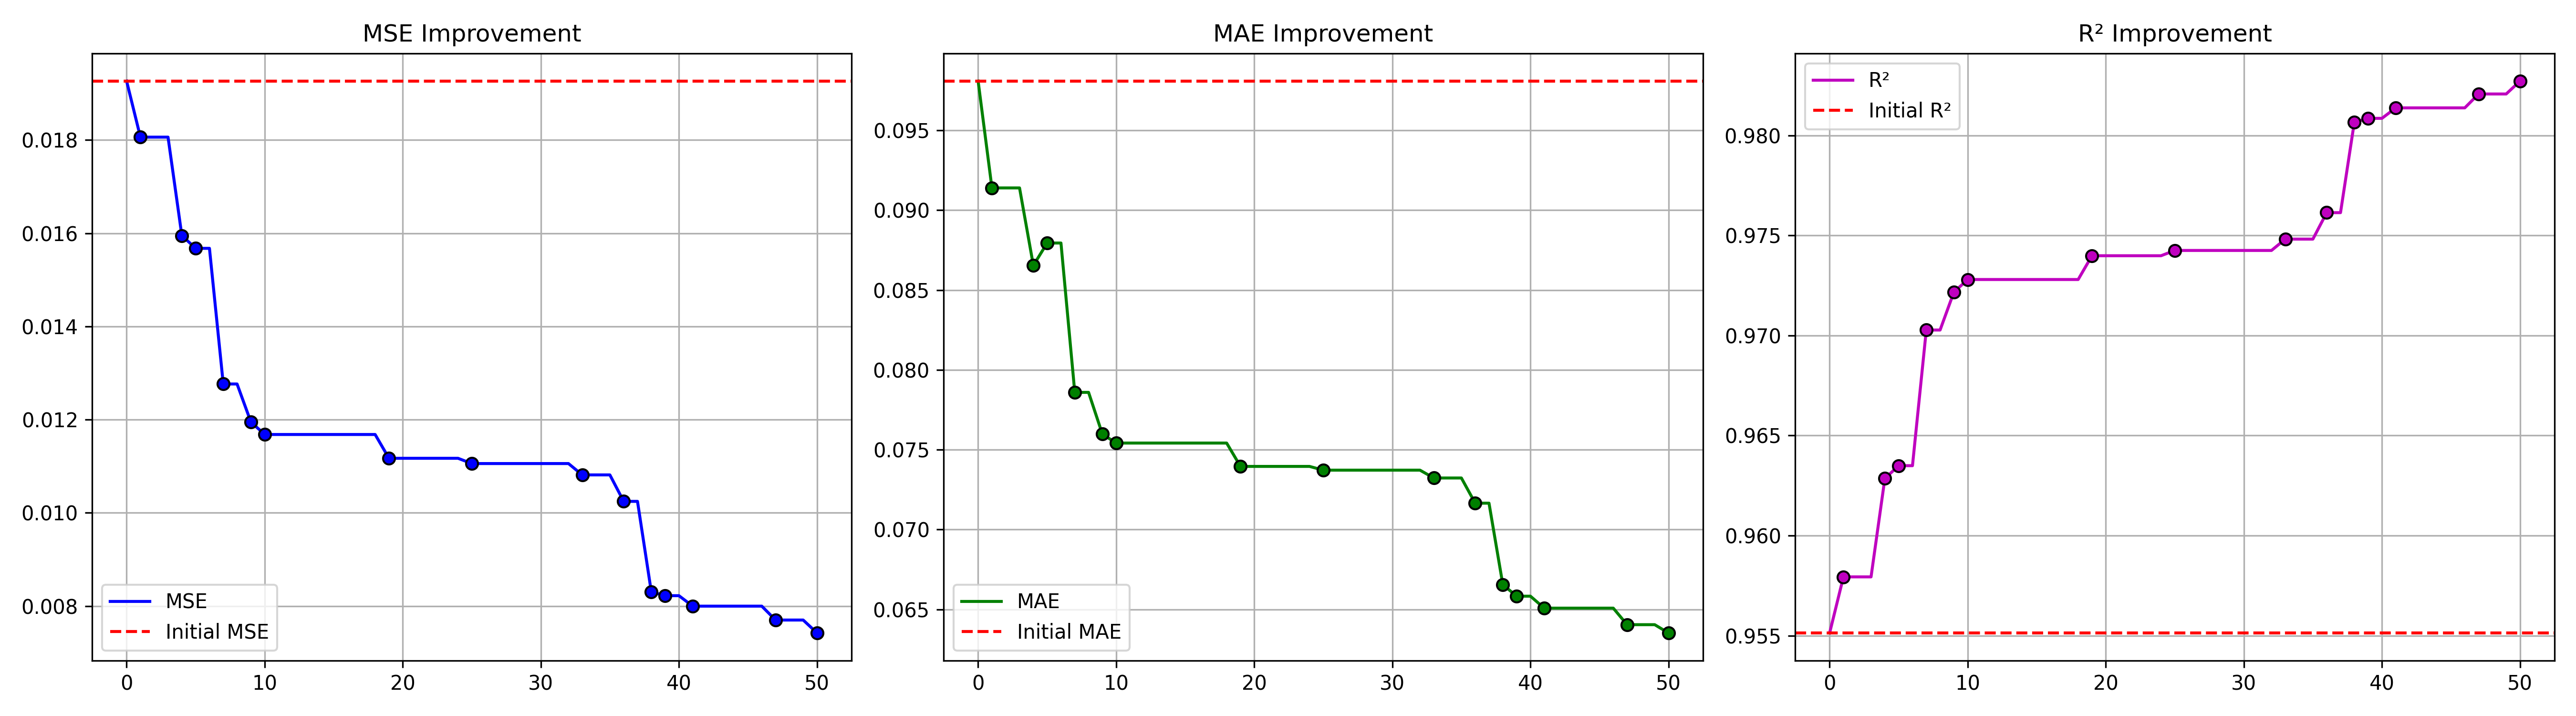 MSE Improvement
0.018
0.016
0.014
0.012
0.010
0.008
MSE
Initial MSE
0 10 20 30 40 50
MAE Improvement
0.095
0.090
0.085
0.080
0.075
0.070
0.065
MAE
Initial MAE
0 10 20 30 40 50
R² Improvement
R²
Initial R²
0.980
0.975
0.970
0.965
0.960
0.955
0 10 20 30 40 50